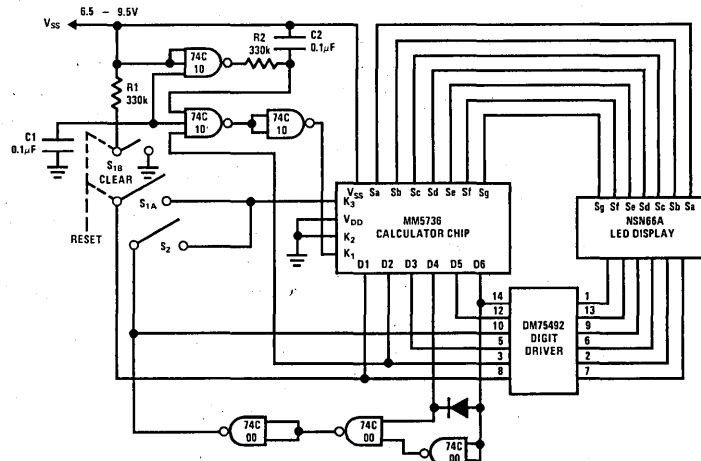 6.5 – 9.5V
VSS
R1
330k
C1
0.1µF
74C
10
R2
330k
C2
0.1µF
74C
10
74C
10
S1B
CLEAR
S1A
RESET
S2
VSS Sa Sb Sc Sd Se Sf Sg
K3
VDD
K2
K1
MM5736
CALCULATOR CHIP
D1 D2 D3 D4 D5 D6
Sg Sf Se Sd Sc Sb Sa
NSN66A
LED DISPLAY
14
12
10
5
3
8
DM75492
DIGIT
DRIVER
1
13
9
6
2
7
74C
00
74C
00
74C
00